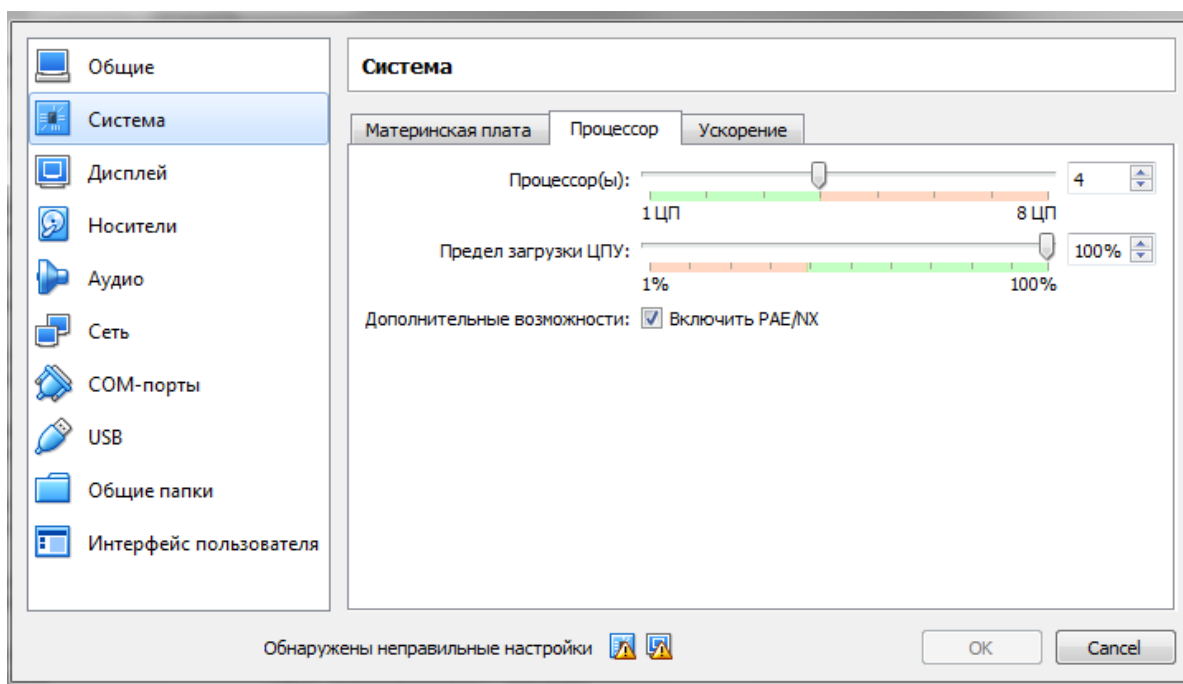 Общие
Система
Дисплей
Носители
Аудио
Сеть
COM-порты
USB
Общие папки
Интерфейс пользователя
Система
Материнская плата Процессор Ускорение
Процессор(ы): 4
1 ЦП 8 ЦП
Предел загрузки ЦПУ: 100%
1% 100%
Дополнительные возможности: Включить PAE/NX
Обнаружены неправильные настройки OK Cancel